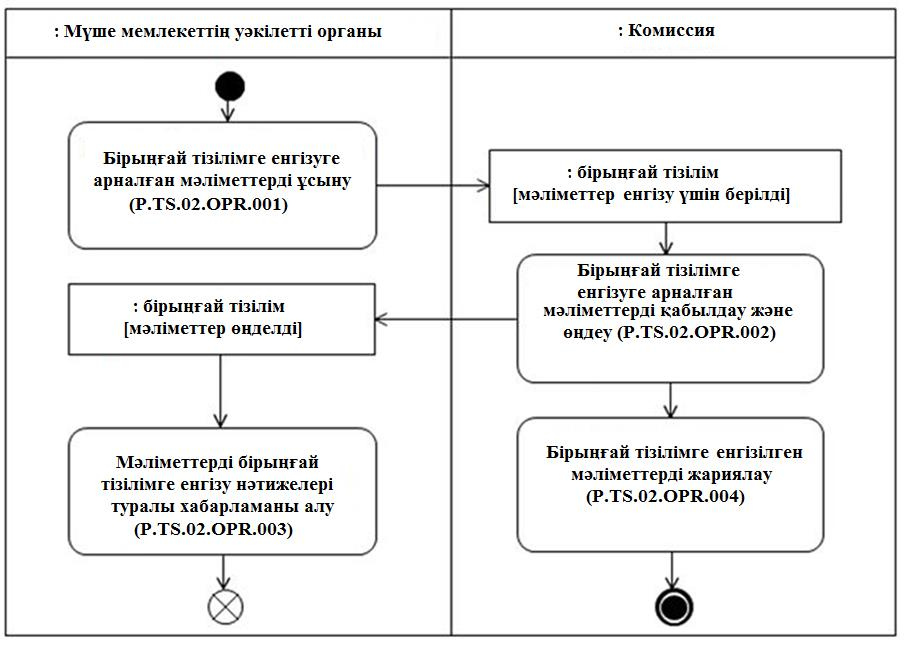 : Мүше мемлекеттің уәкілетті органы
: Комиссия
Бірыңғай тізілімге енгізуге
арналған мәліметтерді ұсыну
(P.TS.02.OPR.001)
: бірыңғай тізілім
[мәліметтер енгізу үшін берілді]
Бірыңғай тізілімге
енгізуге арналған
мәліметтерді қабылдау және
өңдеу (P.TS.02.OPR.002)
: бірыңғай тізілім
[мәліметтер өңделді]
Мәліметтерді бірыңғай
тізілімге енгізу нәтижелері
туралы хабарламаны алу
(P.TS.02.OPR.003)
Бірыңғай тізілімге енгізілген
мәліметтерді жариялау
(P.TS.02.OPR.004)